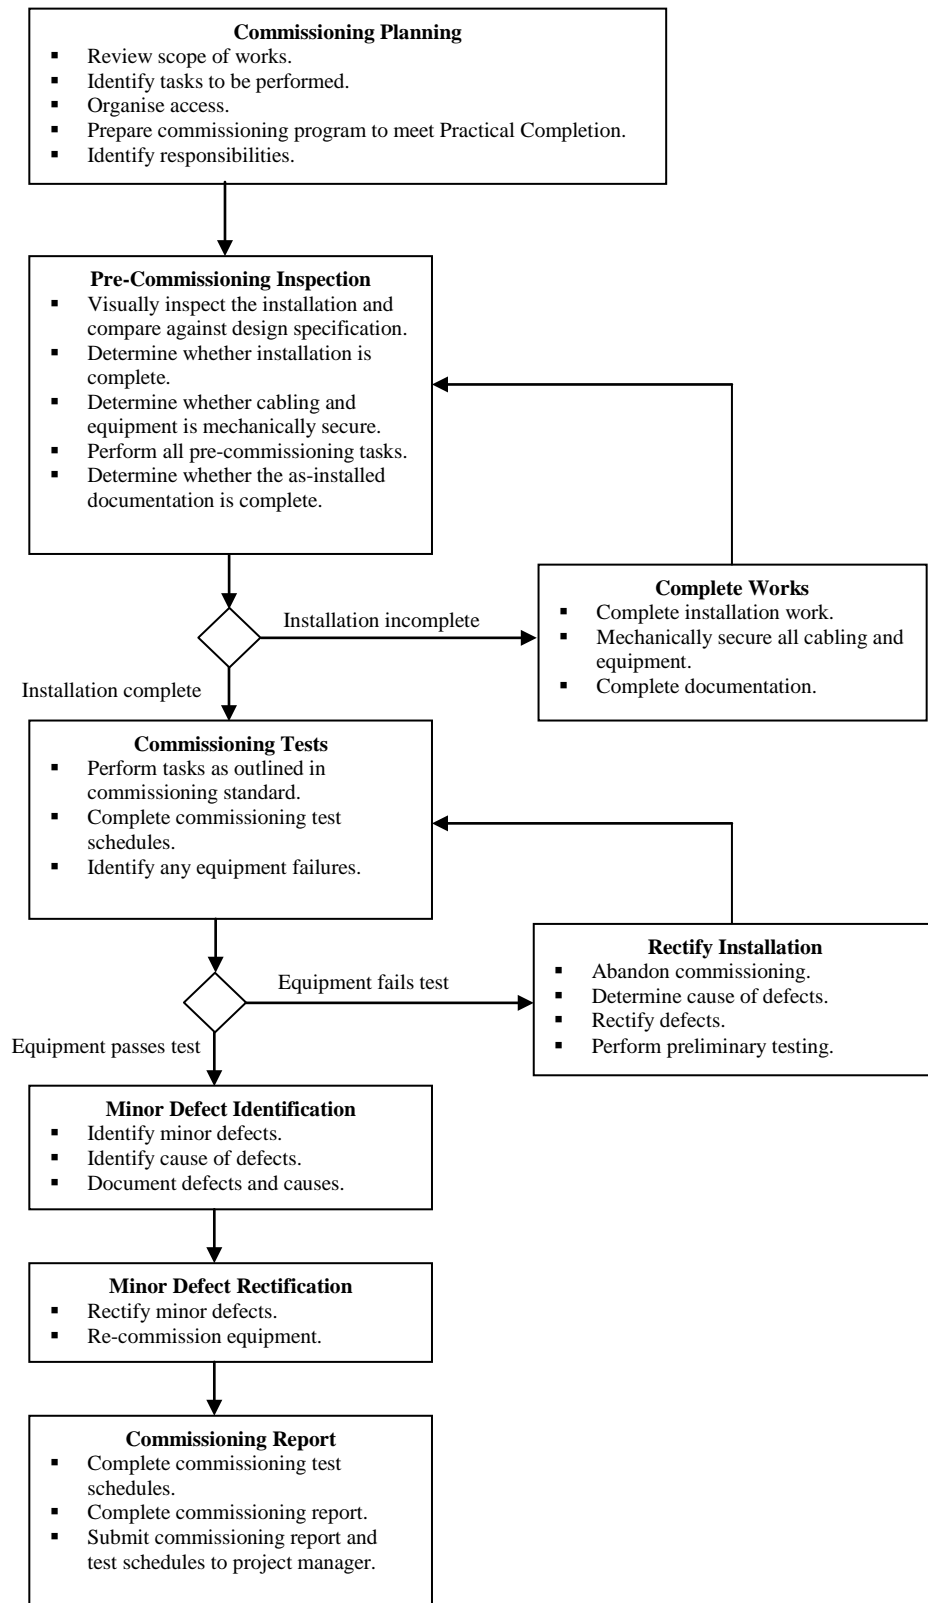 Commissioning Planning
▪ Review scope of works.
▪ Identify tasks to be performed.
▪ Organise access.
▪ Prepare commissioning program to meet Practical Completion.
▪ Identify responsibilities.
Pre-Commissioning Inspection
▪ Visually inspect the installation and
compare against design specification.
▪ Determine whether installation is
complete.
▪ Determine whether cabling and
equipment is mechanically secure.
▪ Perform all pre-commissioning tasks.
▪ Determine whether the as-installed
documentation is complete.
Installation incomplete
Complete Works
▪ Complete installation work.
▪ Mechanically secure all cabling and
equipment.
▪ Complete documentation.
Installation complete
Commissioning Tests
▪ Perform tasks as outlined in
commissioning standard.
▪ Complete commissioning test
schedules.
▪ Identify any equipment failures.
Equipment fails test
Rectify Installation
▪ Abandon commissioning.
▪ Determine cause of defects.
▪ Rectify defects.
▪ Perform preliminary testing.
Equipment passes test
Minor Defect Identification
▪ Identify minor defects.
▪ Identify cause of defects.
▪ Document defects and causes.
Minor Defect Rectification
▪ Rectify minor defects.
▪ Re-commission equipment.
Commissioning Report
▪ Complete commissioning test
schedules.
▪ Complete commissioning report.
▪ Submit commissioning report and
test schedules to project manager.